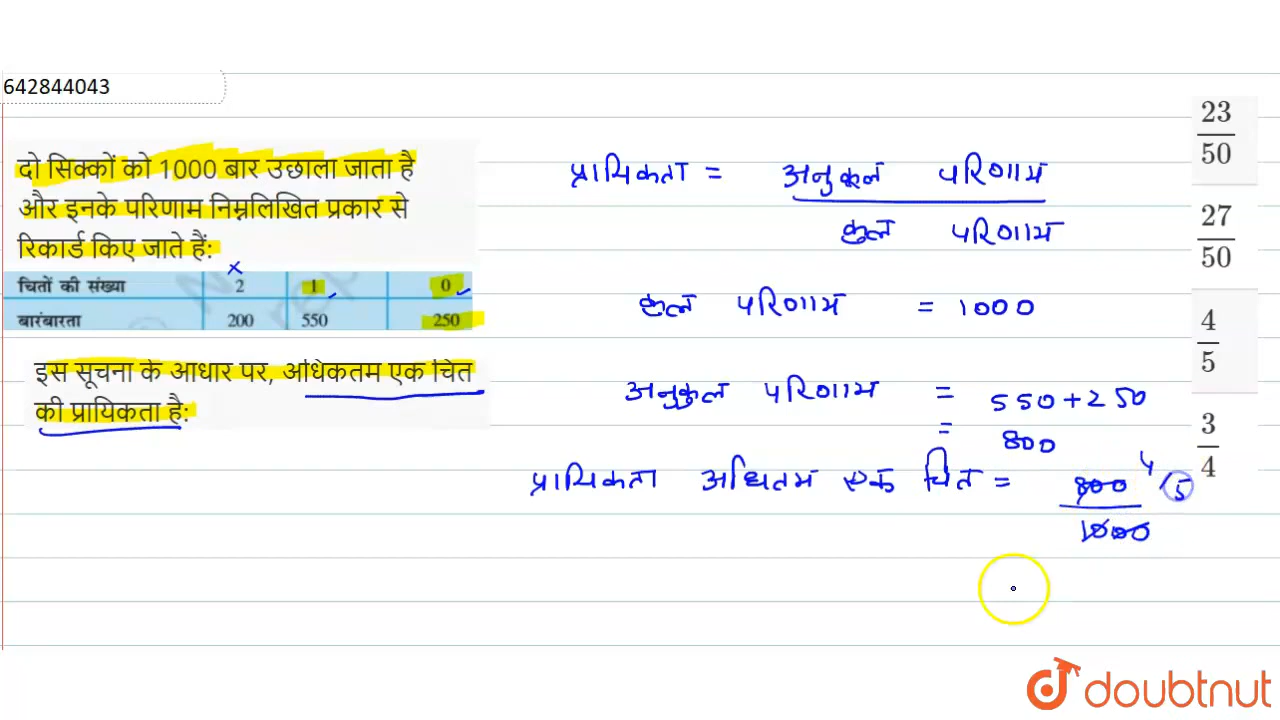 642844043
दो सिक्कों को 1000 बार उछाला जाता है
और इनके परिणाम निम्नलिखित प्रकार से
रिकार्ड किए जाते हैं:
x
चितों की संख्या 2 1 0
बारंबारता 200 550 250
इस सूचना के आधार पर, अधिकतम एक चित
की प्रायिकता है:
प्रायिकता = अनुकूल परिणाम
कुल परिणाम
कुल परिणाम = 1000
अनुकुल परिणाम = 550 + 250
= 800
प्रायिकता अधितम एक चित = 800 4/5
1000
23
50
27
50
4
5
3
4
doubtnut